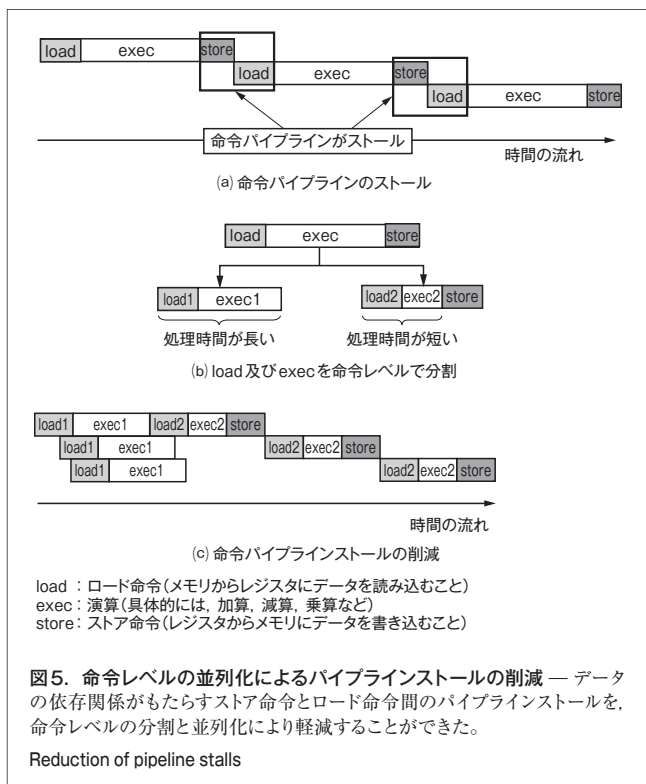 load exec store
load exec store
load exec store
命令パイプラインがストール
時間の流れ
(a) 命令パイプラインのストール
load exec store
load1 exec1 load2 exec2 store
処理時間が長い 処理時間が短い
(b) load及びexecを命令レベルで分割
load1 exec1 load2 exec2 store
load1 exec1 load2 exec2 store
load1 exec1 load2 exec2 store
時間の流れ
(c) 命令パイプラインストールの削減
load : ロード命令(メモリからレジスタにデータを読み込むこと)
exec : 演算(具体的には, 加算, 減算, 乗算など)
store : ストア命令(レジスタからメモリにデータを書き込むこと)
図5. 命令レベルの並列化によるパイプラインストールの削減 — データ
の依存関係がもたらすストア命令とロード命令間のパイプラインストールを,
命令レベルの分割と並列化により軽減することができた。
Reduction of pipeline stalls